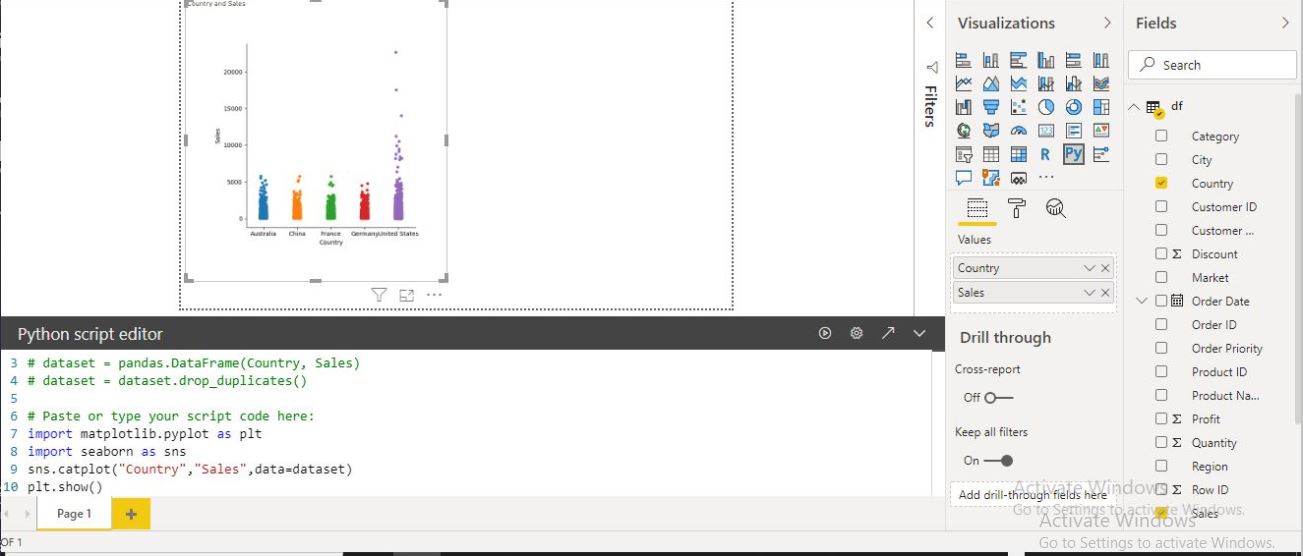 Country and Sales
20000
15000
10000
5000
0
Sales
Australia China France Germany United States
Country
Python script editor
3 # dataset = pandas.DataFrame(Country, Sales)
4 # dataset = dataset.drop_duplicates()
5
6 # Paste or type your script code here:
7 import matplotlib.pyplot as plt
8 import seaborn as sns
9 sns.catplot("Country","Sales",data=dataset)
10 plt.show()
Page 1
+
OF 1
Filters
Visualizations
R
Py
Values
Country
Sales
Drill through
Cross-report
Off
Keep all filters
On
Add drill-through fields here
Fields
Search
df
Category
City
Country
Customer ID
Customer ...
Σ Discount
Market
Order Date
Order ID
Order Priority
Product ID
Product Na...
Σ Profit
Σ Quantity
Region
Σ Row ID
Sales
Activate Windows
Go to Settings to activate Windows.
Activate Windows
Go to Settings to activate Windows.